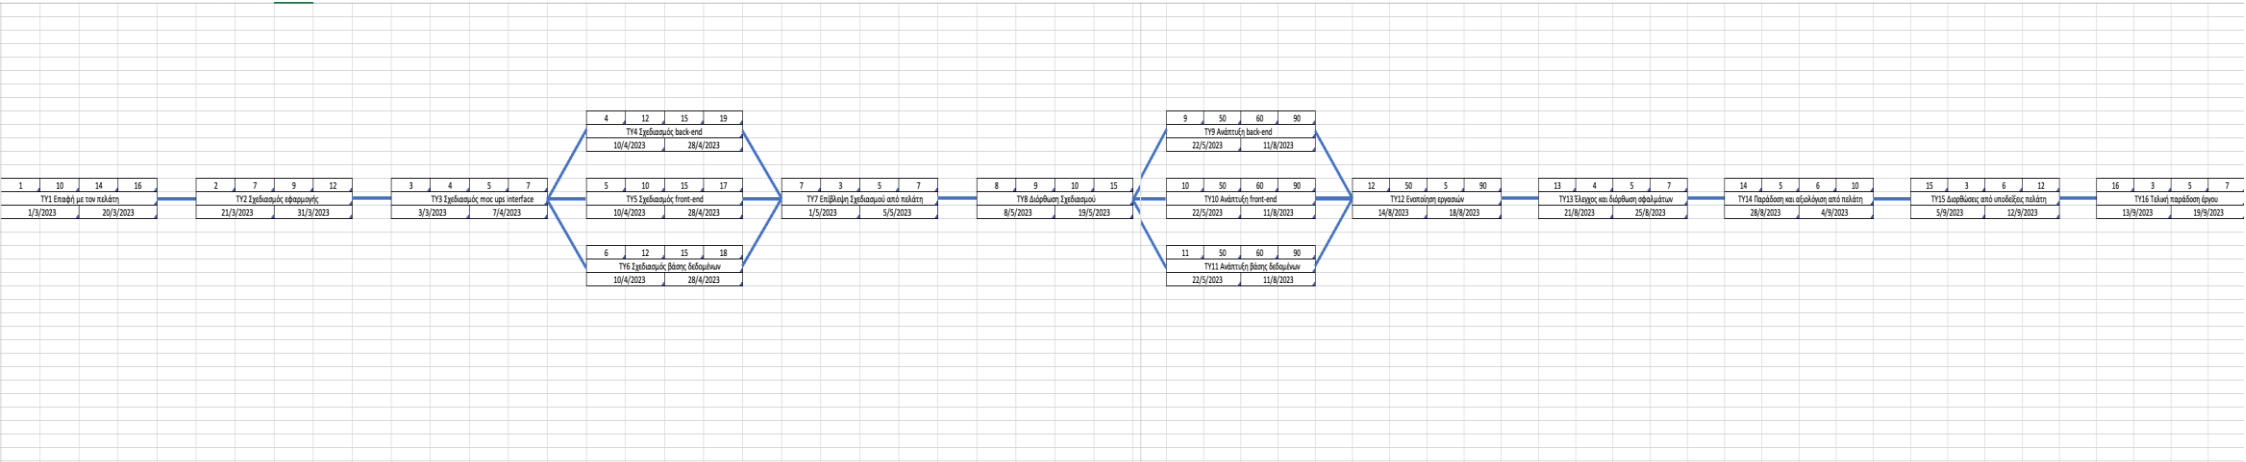 4 12 15 19
ΤΥ4 Σχεδιασμός back-end
10/4/2023 28/4/2023
9 50 60 90
ΤΥ9 Ανάπτυξη back-end
22/5/2023 11/8/2023
1 10 14 16
ΤΥ1 Επαφή με τον πελάτη
1/3/2023 20/3/2023
2 7 9 12
ΤΥ2 Σχεδιασμός εφαρμογής
21/3/2023 31/3/2023
3 4 5 7
ΤΥ3 Σχεδιασμός moc ups interface
3/3/2023 7/4/2023
5 10 15 17
ΤΥ5 Σχεδιασμός front-end
10/4/2023 28/4/2023
7 3 5 7
ΤΥ7 Επίβλεψη Σχεδιασμού από πελάτη
1/5/2023 5/5/2023
8 9 10 15
ΤΥ8 Διόρθωση Σχεδιασμού
8/5/2023 19/5/2023
10 50 60 90
ΤΥ10 Ανάπτυξη front-end
22/5/2023 11/8/2023
12 50 5 90
ΤΥ12 Ενοποίηση εργασιών
14/8/2023 18/8/2023
13 4 5 7
ΤΥ13 Έλεγχος και διόρθωση σφαλμάτων
21/8/2023 25/8/2023
14 5 6 10
ΤΥ14 Παράδοση και αξιολόγιση από πελάτη
28/8/2023 4/9/2023
15 3 6 12
ΤΥ15 Διορθώσεις από υποδείξεις πελάτη
5/9/2023 12/9/2023
16 3 5 7
ΤΥ16 Τελική παράδοση έργου
13/9/2023 19/9/2023
6 12 15 18
ΤΥ6 Σχεδιασμός βάσης δεδομένων
10/4/2023 28/4/2023
11 50 60 90
ΤΥ11 Ανάπτυξη βάσης δεδομένων
22/5/2023 11/8/2023